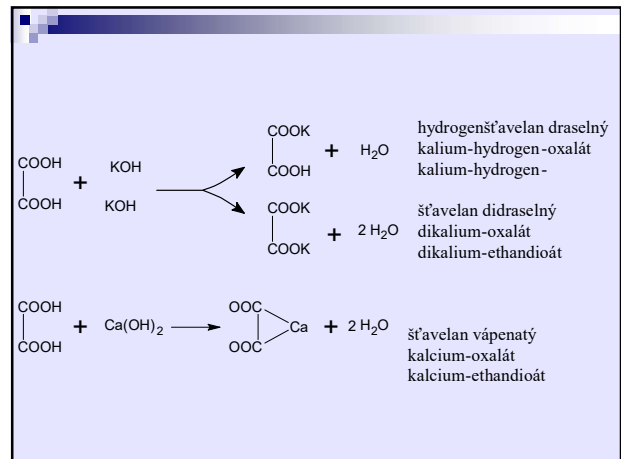 COOH
COOH
+
KOH
KOH
COOK
COOH
+ H₂O
hydrogenšťavelan draselný
kalium-hydrogen-oxalát
kalium-hydrogen-
COOK
COOK
+ 2 H₂O
šťavelan didraselný
dikalium-oxalát
dikalium-ethandioát
COOH
COOH
+ Ca(OH)₂
OOC
OOC
Ca + 2 H₂O
šťavelan vápenatý
kalcium-oxalát
kalcium-ethandioát